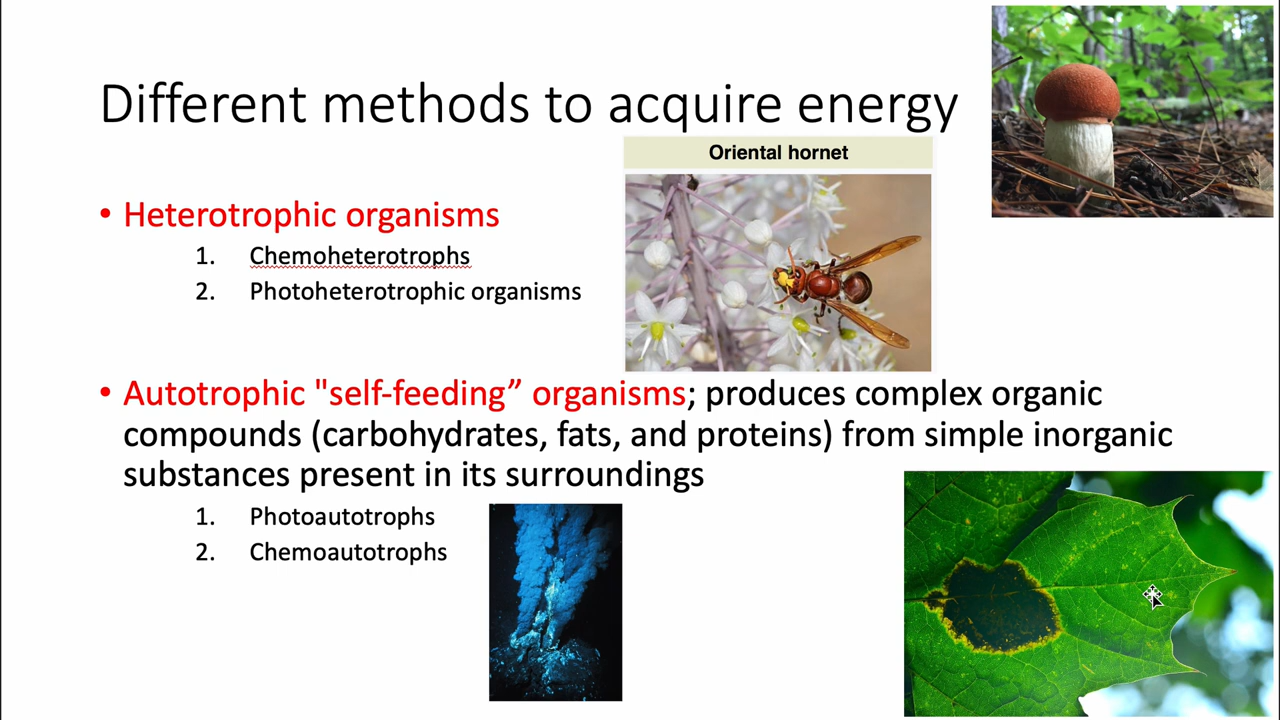 Different methods to acquire energy
Oriental hornet
• Heterotrophic organisms
1. Chemoheterotrophs
2. Photoheterotrophic organisms
• Autotrophic "self-feeding” organisms; produces complex organic
compounds (carbohydrates, fats, and proteins) from simple inorganic
substances present in its surroundings
1. Photoautotrophs
2. Chemoautotrophs